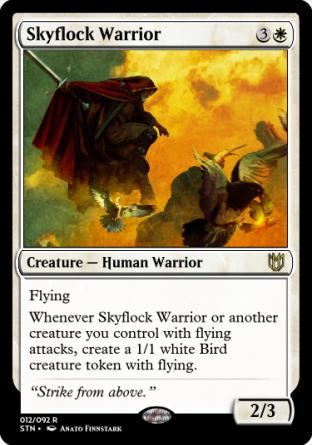 Skyflock Warrior 3
Creature — Human Warrior
Flying
Whenever Skyflock Warrior or another
creature you control with flying
attacks, create a 1/1 white Bird
creature token with flying.
“Strike from above.”
2/3
012/092 R
STN • Anato Finnstark